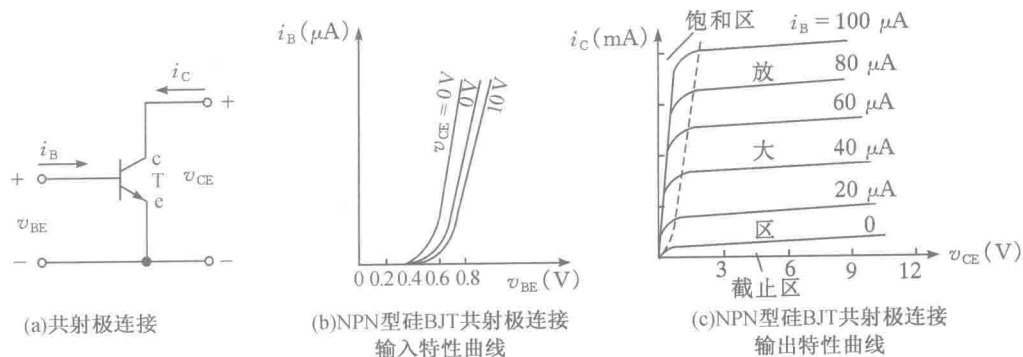 i_C
+
i_B
c
+
T
v_CE
e
v_BE
−
−
(a)共射极连接
i_B(μA)
v_CE=0V
0V
10V
0 0.2 0.4 0.6 0.8
v_BE(V)
(b)NPN型硅BJT共射极连接
输入特性曲线
饱和区
i_C(mA)
i_B=100 μA
放
80 μA
60 μA
大
40 μA
20 μA
区
0
3 6 9 12
v_CE(V)
截止区
(c)NPN型硅BJT共射极连接
输出特性曲线